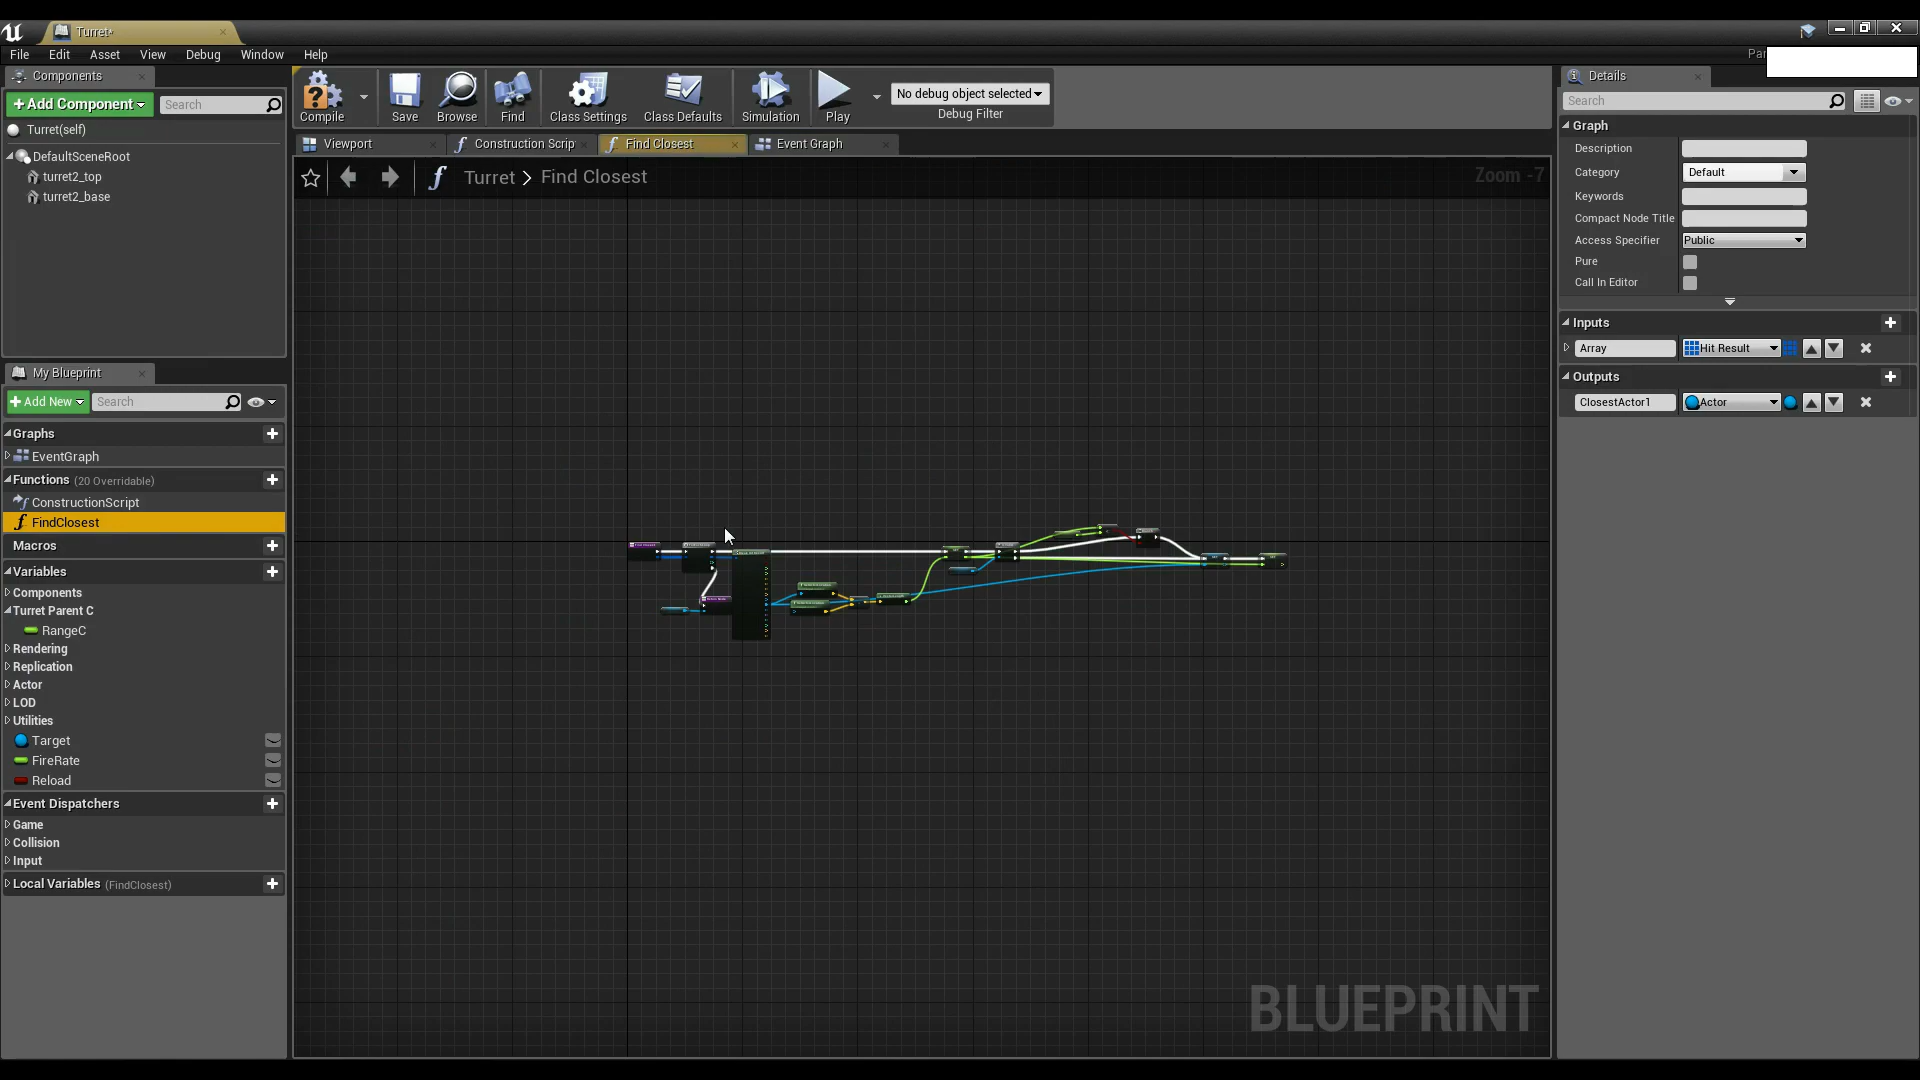 Turret*
File Edit Asset View Debug Window Help
Components
+Add Component
Search
Turret(self)
DefaultSceneRoot
turret2_top
turret2_base
My Blueprint
+Add New
Search
Graphs
EventGraph
Functions (20 Overridable)
ConstructionScript
FindClosest
Macros
Variables
Components
Turret Parent C
RangeC
Rendering
Replication
Actor
LOD
Utilities
Target
FireRate
Reload
Event Dispatchers
Game
Collision
Input
Local Variables (FindClosest)
Compile
Save
Browse
Find
Class Settings
Class Defaults
Simulation
Play
No debug object selected
Debug Filter
Viewport
Construction Scrip
Find Closest
Event Graph
Turret > Find Closest
Zoom -7
BLUEPRINT
Details
Search
Graph
Description
Category Default
Keywords
Compact Node Title
Access Specifier Public
Pure
Call In Editor
Inputs
Array Hit Result
Outputs
ClosestActor1 Actor